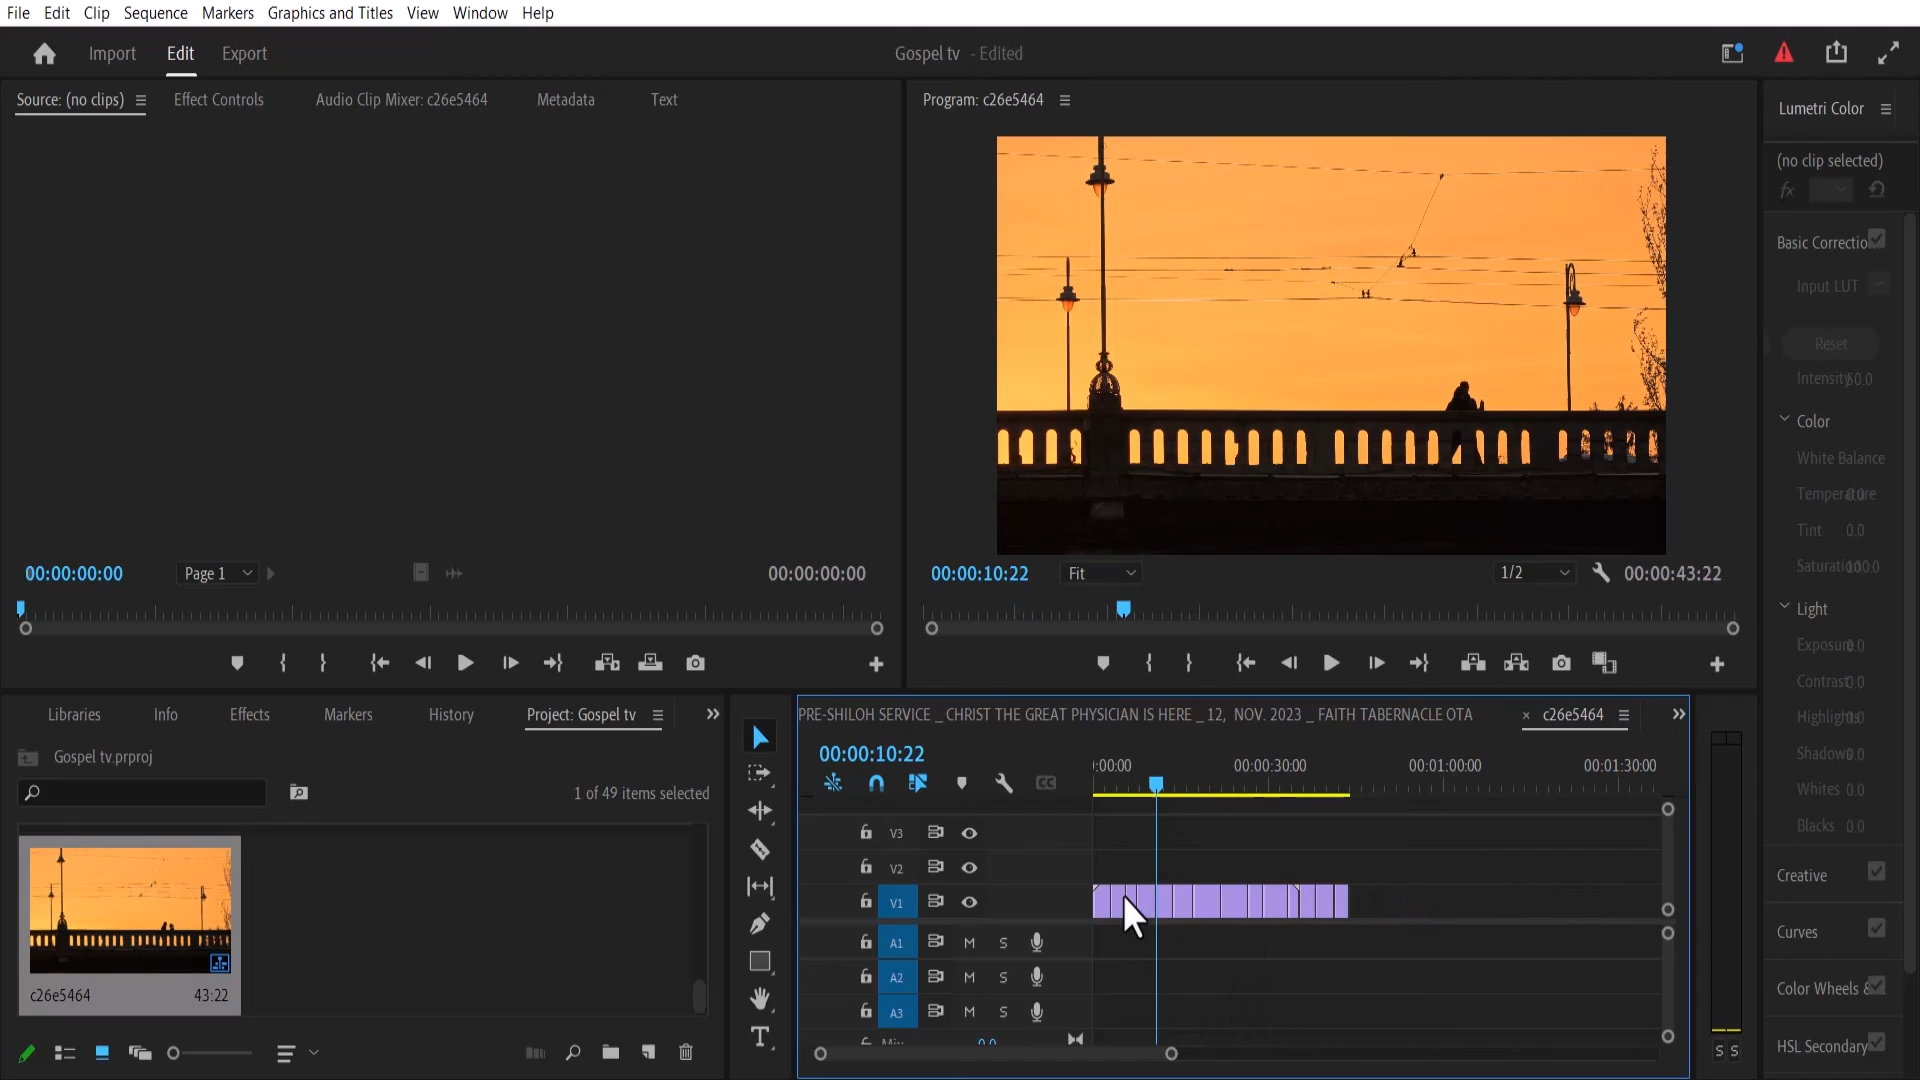 File Edit Clip Sequence Markers Graphics and Titles View Window Help
Import Edit Export Gospel tv - Edited
Source: (no clips) Effect Controls Audio Clip Mixer: c26e5464 Metadata Text
Program: c26e5464
Lumetri Color
(no clip selected)
fx
Basic Correctio
Input LUT
Reset
Intensity 50.0
Color
White Balance
Temperature 0.0
Tint 0.0
Saturation 100.0
Light
Exposure 0.0
Contrast 0.0
Highlights 0.0
Shadows 0.0
Whites 0.0
Blacks 0.0
Creative
Curves
Color Wheels &
HSL Secondary
00:00:00:00 Page 1 00:00:00:00
00:00:10:22 Fit 1/2 00:00:43:22
Libraries Info Effects Markers History Project: Gospel tv
Gospel tv.prproj
1 of 49 items selected
c26e5464 43:22
PRE-SHILOH SERVICE _ CHRIST THE GREAT PHYSICIAN IS HERE _ 12, NOV. 2023 _ FAITH TABERNACLE OTA × c26e5464
00:00:10:22
:00:00 00:00:30:00 00:01:00:00 00:01:30:00
CC
V3
V2
V1
A1 M S
A2 M S
A3 M S
Mix 0.0
S S